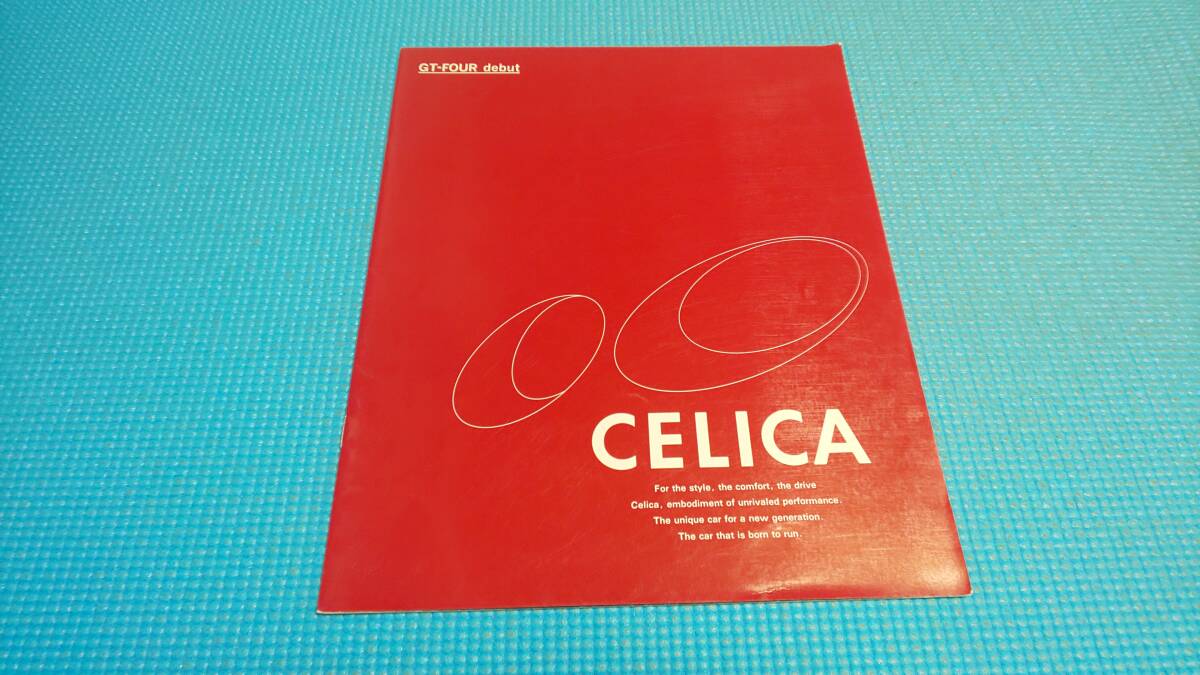 GT-FOUR debut
CELICA
For the style, the comfort, the drive
Celica, embodiment of unrivaled performance.
The unique car for a new generation.
The car that is born to run.